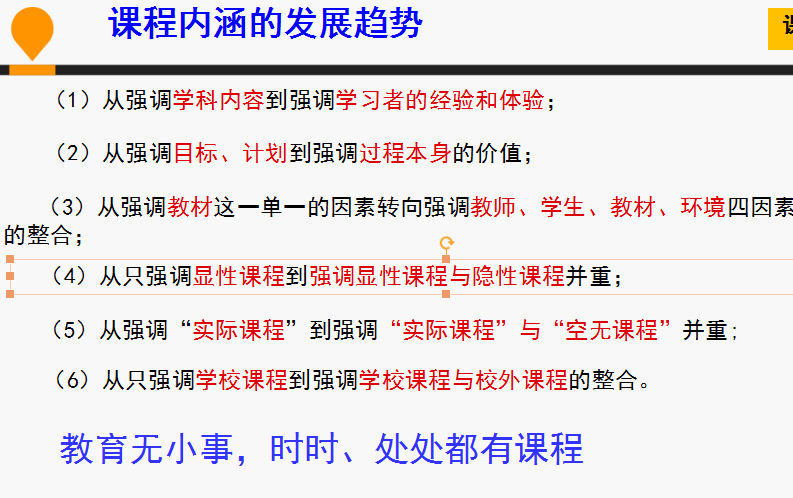 课程内涵的发展趋势
（1）从强调学科内容到强调学习者的经验和体验；
（2）从强调目标、计划到强调过程本身的价值；
（3）从强调教材这一单一的因素转向强调教师、学生、教材、环境四因素
的整合；
（4）从只强调显性课程到强调显性课程与隐性课程并重；
（5）从强调“实际课程”到强调“实际课程”与“空无课程”并重;
（6）从只强调学校课程到强调学校课程与校外课程的整合。
教育无小事，时时、处处都有课程